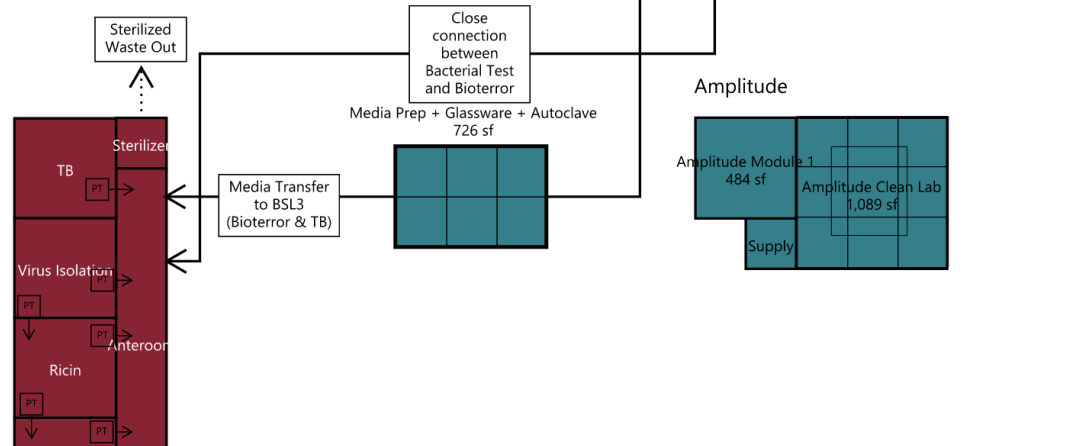 Sterilized
Waste Out
Close
connection
between
Bacterial Test
and Bioterror
Amplitude
Media Prep + Glassware + Autoclave
726 sf
Sterilizer
TB
PT
Media Transfer
to BSL3
(Bioterror & TB)
Amplitude Module 1
484 sf
Amplitude Clean Lab
1,089 sf
Supply
Virus Isolation
PT
PT
PT
Anteroom
Ricin
PT
PT